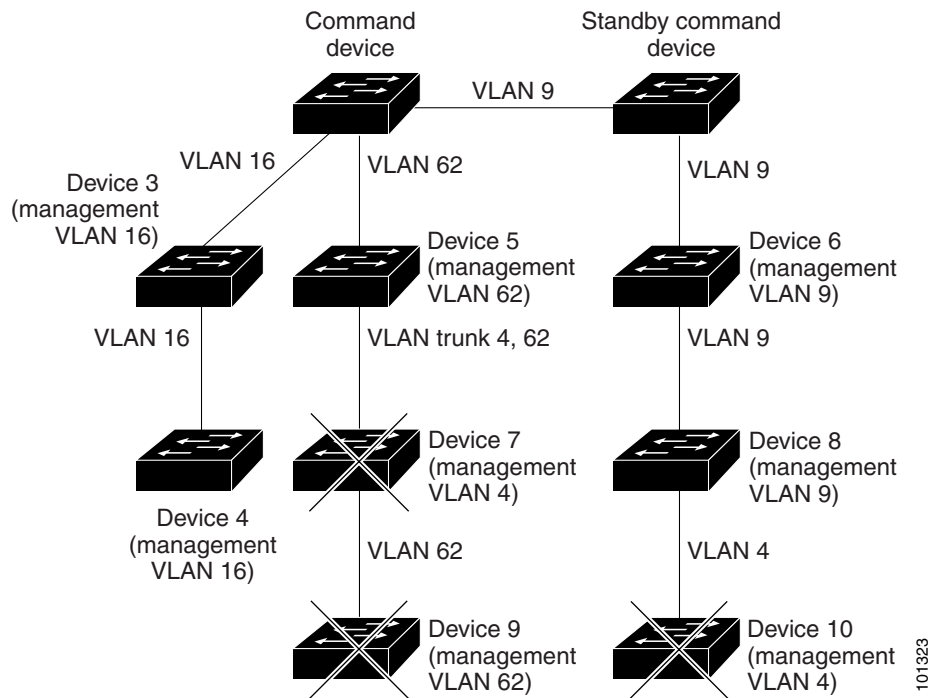 Command
device
Standby command
device
VLAN 9
VLAN 16
VLAN 62
VLAN 9
Device 3
(management
VLAN 16)
Device 5
(management
VLAN 62)
Device 6
(management
VLAN 9)
VLAN 16
VLAN trunk 4, 62
VLAN 9
Device 7
(management
VLAN 4)
Device 8
(management
VLAN 9)
Device 4
(management
VLAN 16)
VLAN 62
VLAN 4
Device 9
(management
VLAN 62)
Device 10
(management
VLAN 4)
101323